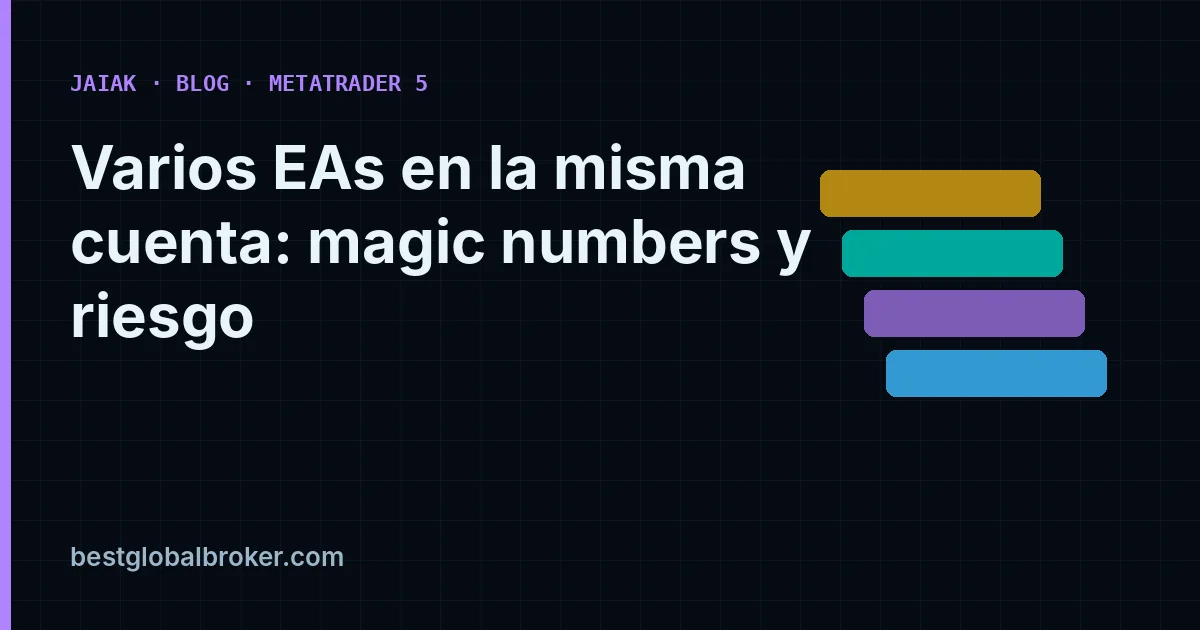 JAIAK · BLOG · METATRADER 5
Varios EAs en la misma
cuenta: magic numbers y
riesgo
bestglobalbroker.com